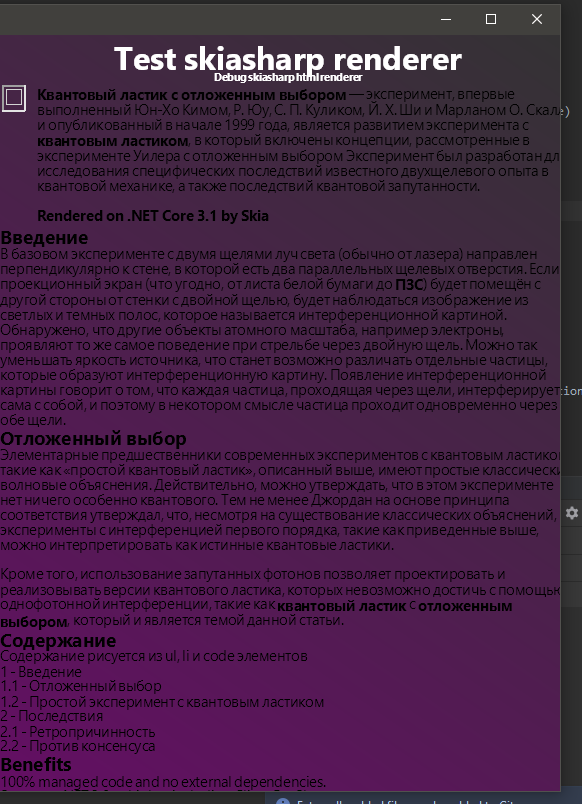 Test skiasharp renderer
Debug skiasharp html renderer
Квантовый ластик с отложенным выбором — эксперимент, впервые
выполненный Юн-Хо Кимом, Р. Ю, С. П. Куликом, Й. Х. Ши и Марланом О. Скалл
и опубликованный в начале 1999 года, является развитием эксперимента с
квантовым ластиком, в который включены концепции, рассмотренные в
эксперименте Уилера с отложенным выбором Эксперимент был разработан дл
исследования специфических последствий известного двухщелевого опыта в
квантовой механике, а также последствий квантовой запутанности.
Rendered on .NET Core 3.1 by Skia
Введение
В базовом эксперименте с двумя щелями луч света (обычно от лазера) направлен
перпендикулярно к стене, в которой есть два параллельных щелевых отверстия. Если
проекционный экран (что угодно, от листа белой бумаги до ПЗС) будет помещён с
другой стороны от стенки с двойной щелью, будет наблюдаться изображение из
светлых и темных полос, которое называется интерференционной картиной.
Обнаружено, что другие объекты атомного масштаба, например электроны,
проявляют то же самое поведение при стрельбе через двойную щель. Можно так
уменьшать яркость источника, что станет возможно различать отдельные частицы,
которые образуют интерференционную картину. Появление интерференционной
картины говорит о том, что каждая частица, проходящая через щели, интерферирует
сама с собой, и поэтому в некотором смысле частица проходит одновременно через
обе щели.
Отложенный выбор
Элементарные предшественники современных экспериментов с квантовым ластиком
такие как «простой квантовый ластик», описанный выше, имеют простые классически
волновые объяснения. Действительно, можно утверждать, что в этом эксперименте
нет ничего особенно квантового. Тем не менее Джордан на основе принципа
соответствия утверждал, что, несмотря на существование классических объяснений,
эксперименты с интерференцией первого порядка, такие как приведенные выше,
можно интерпретировать как истинные квантовые ластики.
Кроме того, использование запутанных фотонов позволяет проектировать и
реализовывать версии квантового ластика, которых невозможно достичь с помощью
однофотонной интерференции, такие как квантовый ластик с отложенным
выбором, который и является темой данной статьи.
Содержание
Содержание рисуется из ul, li и code элементов
1 - Введение
1.1 - Отложенный выбор
1.2 - Простой эксперимент с квантовым ластиком
2 - Последствия
2.1 - Ретропричинность
2.2 - Против консенсуса
Benefits
100% managed code and no external dependencies.